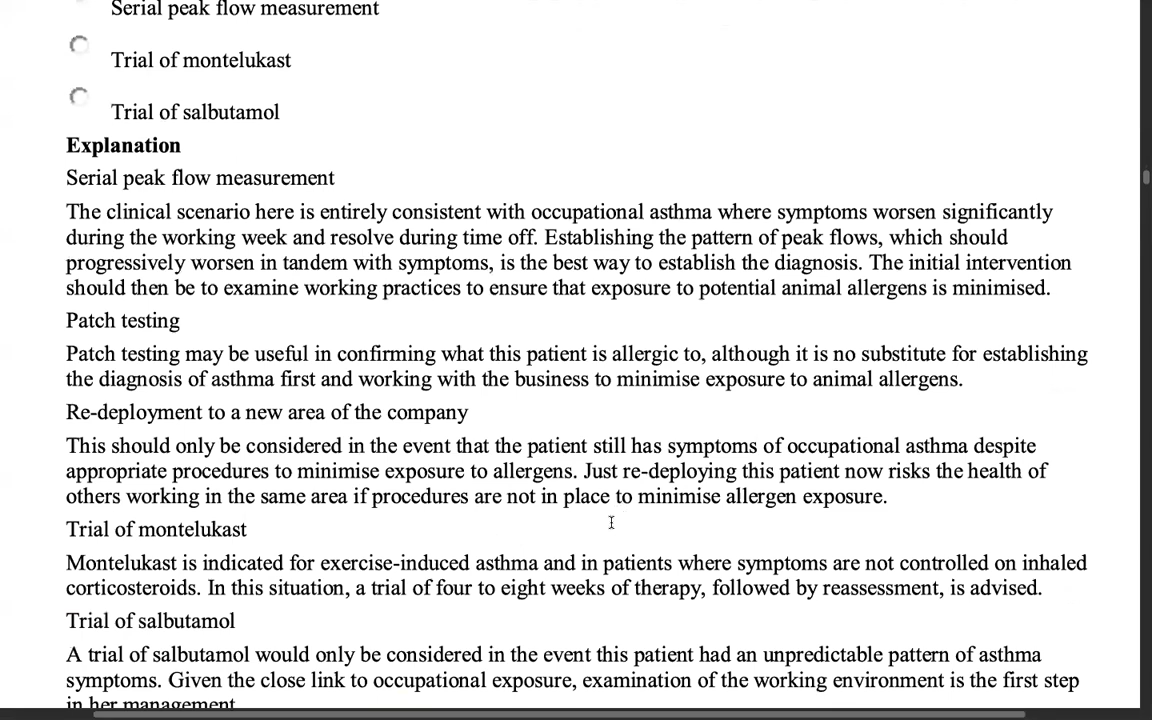 Serial peak flow measurement
Trial of montelukast
Trial of salbutamol
Explanation
Serial peak flow measurement
The clinical scenario here is entirely consistent with occupational asthma where symptoms worsen significantly
during the working week and resolve during time off. Establishing the pattern of peak flows, which should
progressively worsen in tandem with symptoms, is the best way to establish the diagnosis. The initial intervention
should then be to examine working practices to ensure that exposure to potential animal allergens is minimised.
Patch testing
Patch testing may be useful in confirming what this patient is allergic to, although it is no substitute for establishing
the diagnosis of asthma first and working with the business to minimise exposure to animal allergens.
Re-deployment to a new area of the company
This should only be considered in the event that the patient still has symptoms of occupational asthma despite
appropriate procedures to minimise exposure to allergens. Just re-deploying this patient now risks the health of
others working in the same area if procedures are not in place to minimise allergen exposure.
Trial of montelukast
Montelukast is indicated for exercise-induced asthma and in patients where symptoms are not controlled on inhaled
corticosteroids. In this situation, a trial of four to eight weeks of therapy, followed by reassessment, is advised.
Trial of salbutamol
A trial of salbutamol would only be considered in the event this patient had an unpredictable pattern of asthma
symptoms. Given the close link to occupational exposure, examination of the working environment is the first step
in her management